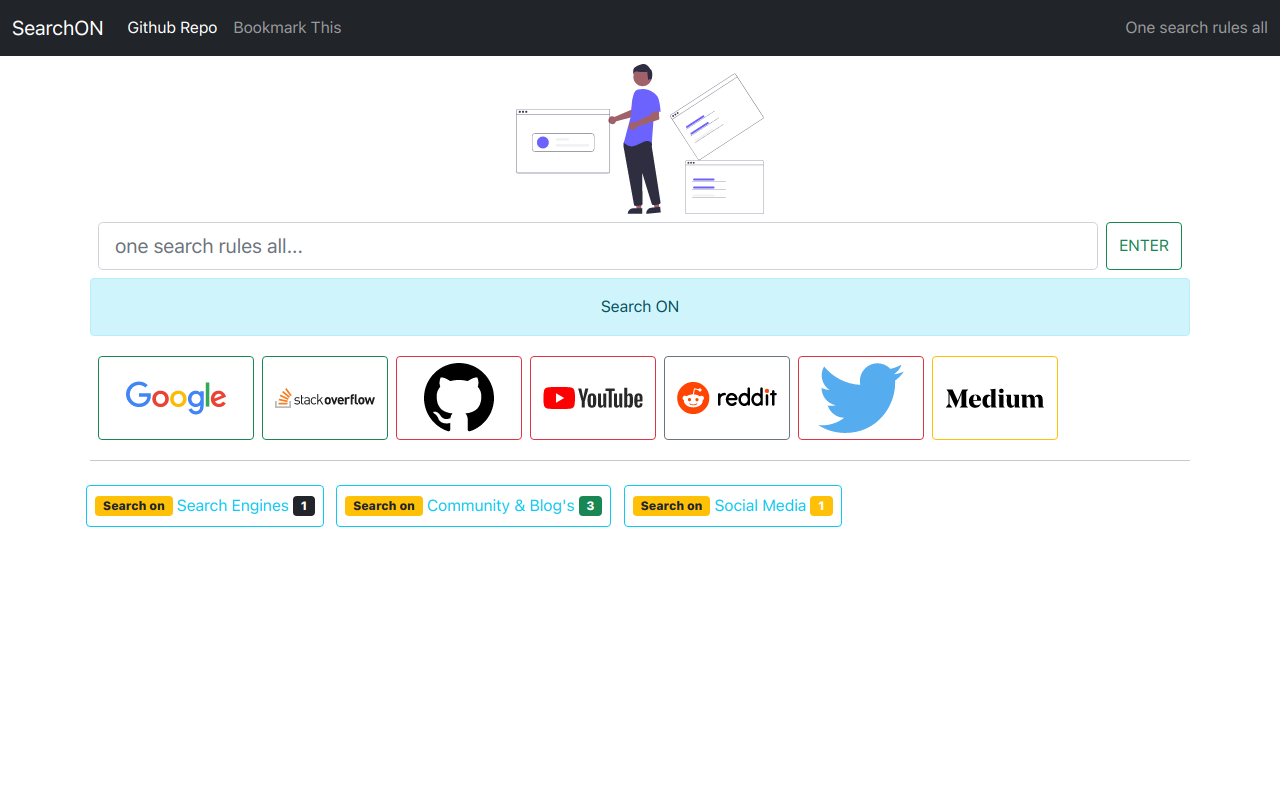 SearchON Github Repo Bookmark This One search rules all
one search rules all... ENTER
Search ON
Google stackoverflow YouTube reddit Medium
Search on Search Engines 1 Search on Community & Blog's 3 Search on Social Media 1